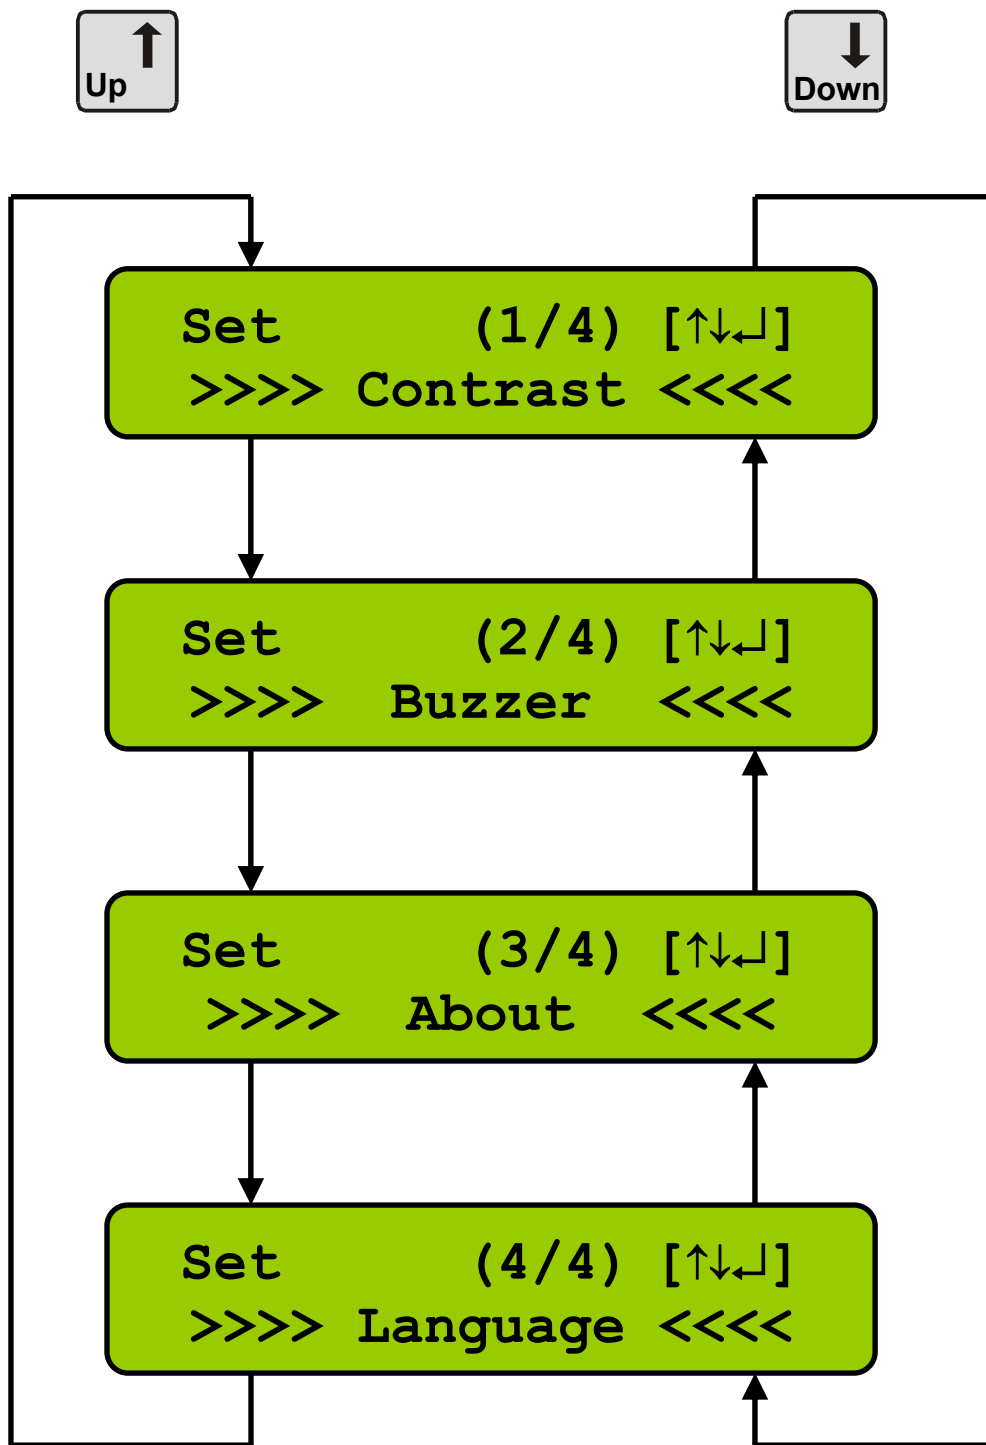 Up
Down
Set (1/4) [↑↓↵]
>>>> Contrast <<<<
Set (2/4) [↑↓↵]
>>>> Buzzer <<<<
Set (3/4) [↑↓↵]
>>>> About <<<<
Set (4/4) [↑↓↵]
>>>> Language <<<<